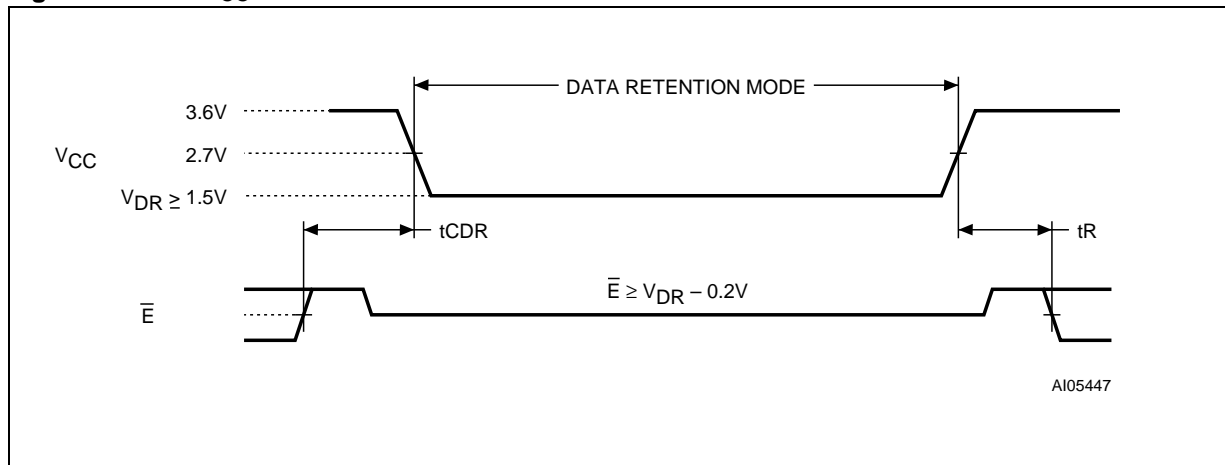 DATA RETENTION MODE
3.6V
VCC
2.7V
VDR ≥ 1.5V
tCDR
tR
E̅ ≥ VDR – 0.2V
E̅
AI05447